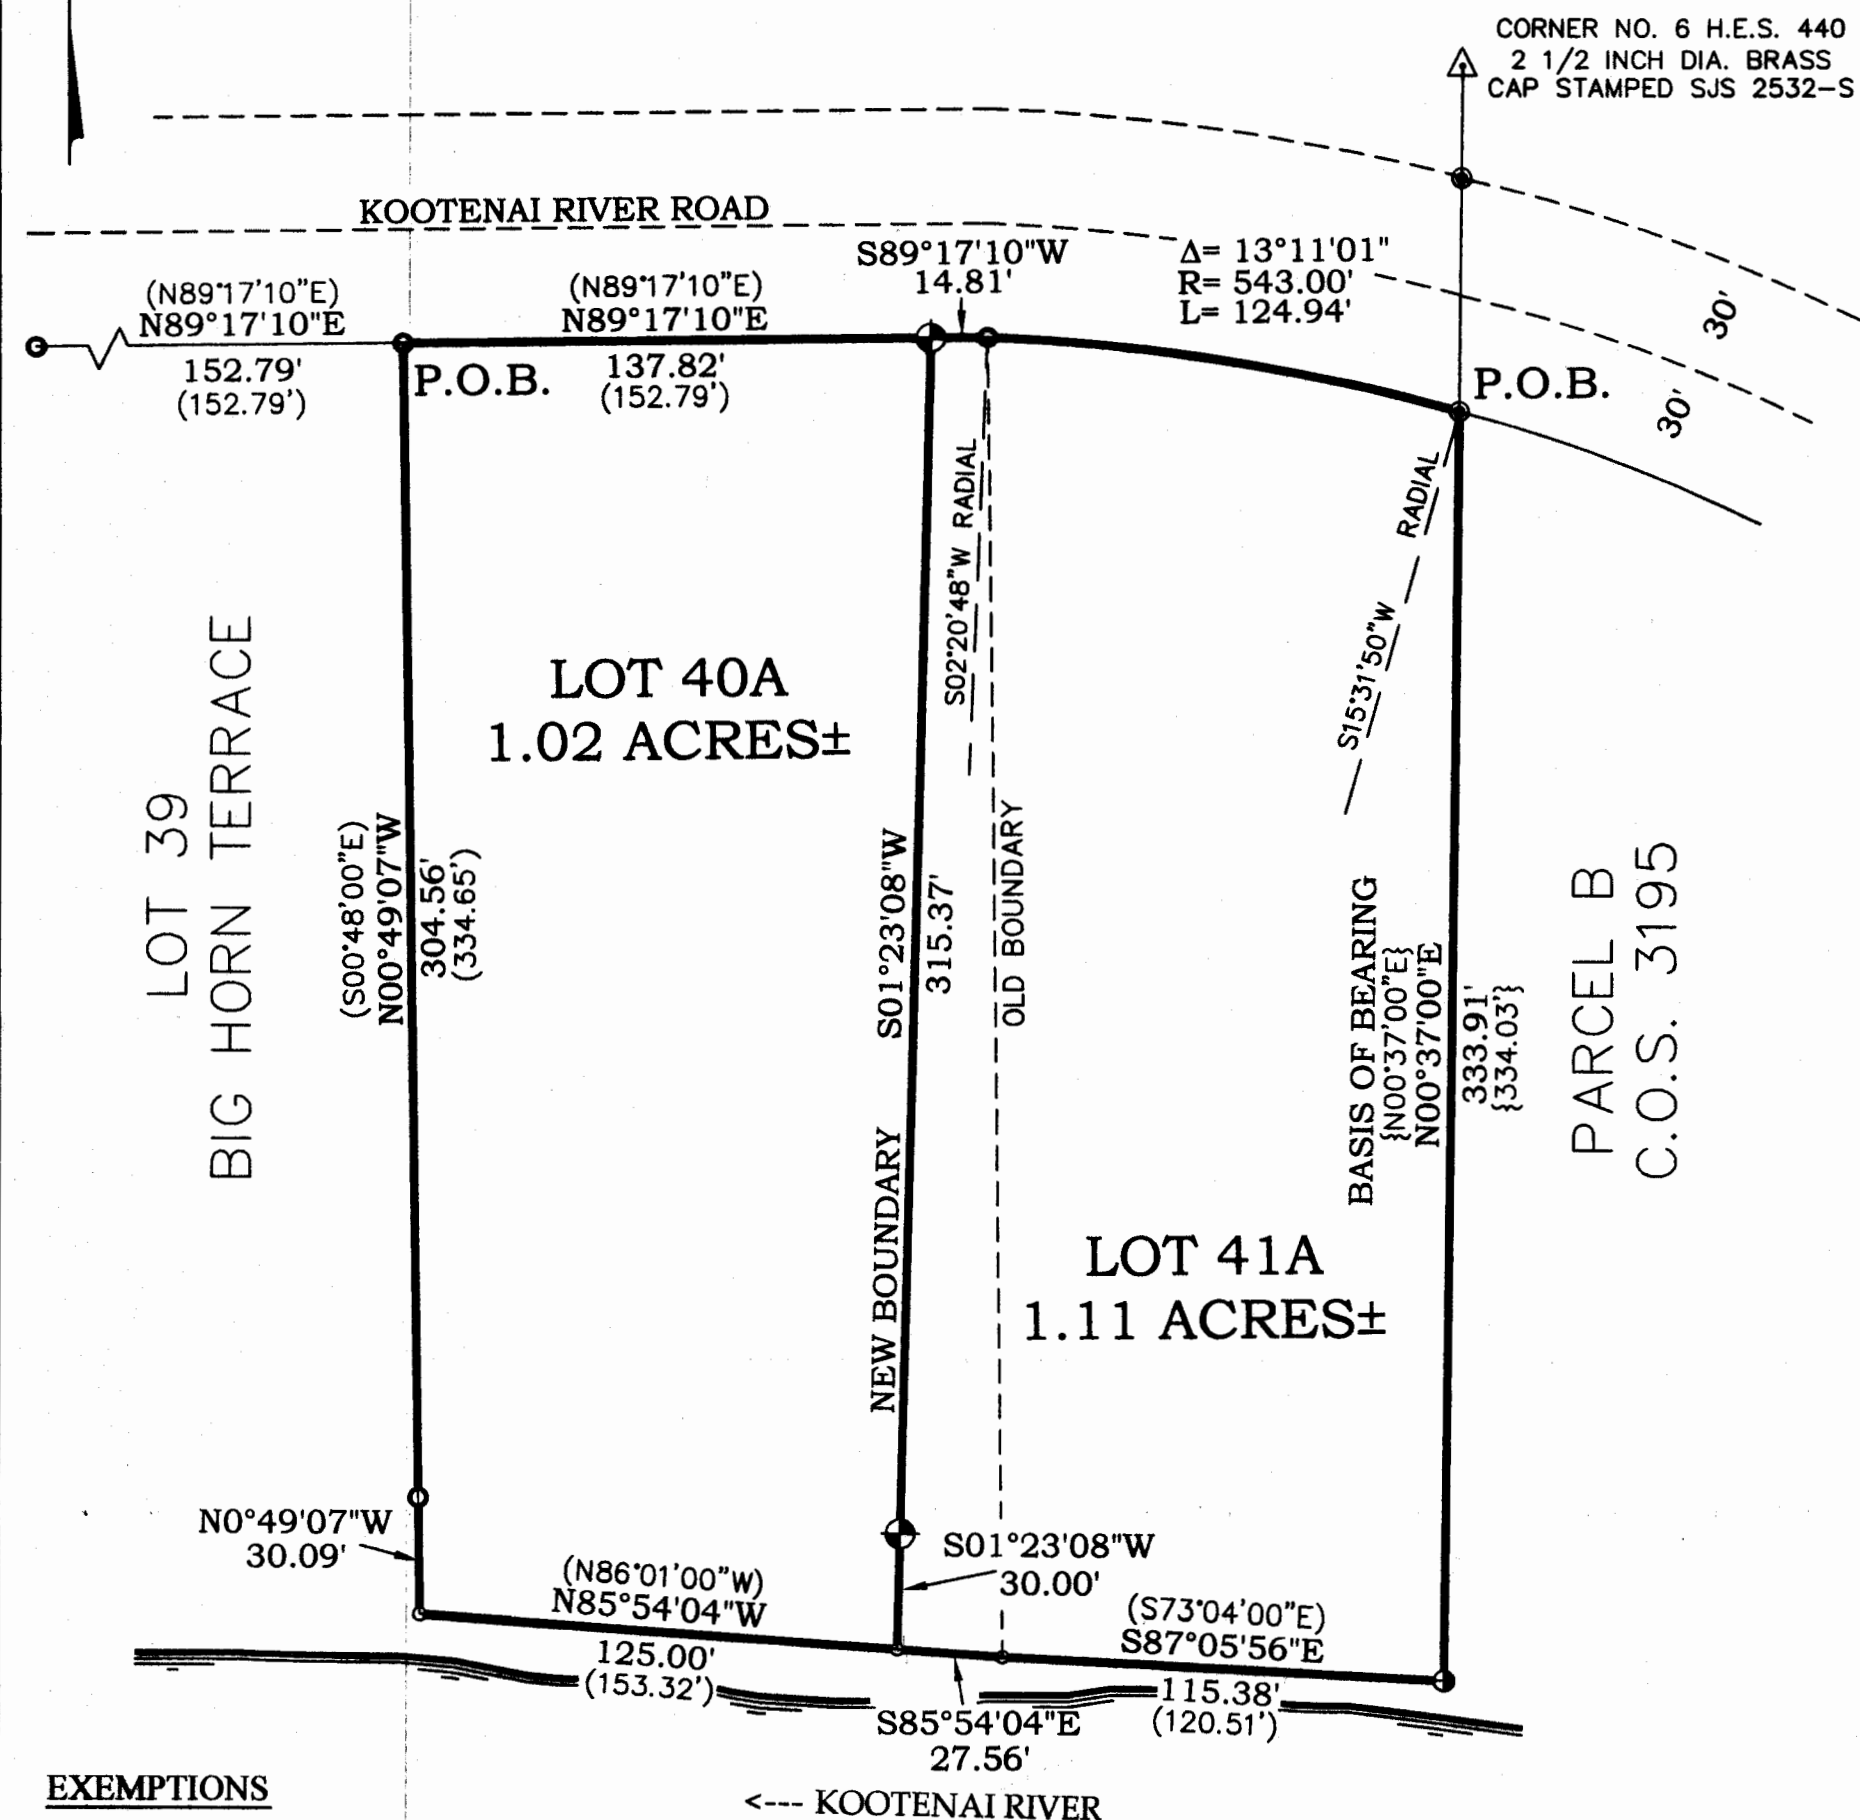 CORNER NO. 6 H.E.S. 440
2 1/2 INCH DIA. BRASS
CAP STAMPED SJS 2532-S
KOOTENAI RIVER ROAD
S89°17'10"W
14.81'
Δ= 13°11'01"
R= 543.00'
L= 124.94'
(N89°17'10"E)
N89°17'10"E
152.79'
(152.79')
(N89°17'10"E)
N89°17'10"E
137.82'
(152.79')
P.O.B.
P.O.B.
30'
30'
S02°20'48"W RADIAL
S15°31'50"W RADIAL
LOT 40A
1.02 ACRES±
LOT 39
BIG HORN TERRACE
(S00°48'00"E)
N00°49'07"W
304.56'
(334.65')
S01°23'08"W
315.37'
NEW BOUNDARY
OLD BOUNDARY
BASIS OF BEARING
{N00°37'00"E}
N00°37'00"E
333.91'
{334.03'}
PARCEL B
C.O.S. 3195
LOT 41A
1.11 ACRES±
N0°49'07"W
30.09'
S01°23'08"W
30.00'
(N86°01'00"W)
N85°54'04"W
125.00'
(153.32')
(S73°04'00"E)
S87°05'56"E
115.38'
(120.51')
S85°54'04"E
27.56'
EXEMPTIONS
<--- KOOTENAI RIVER